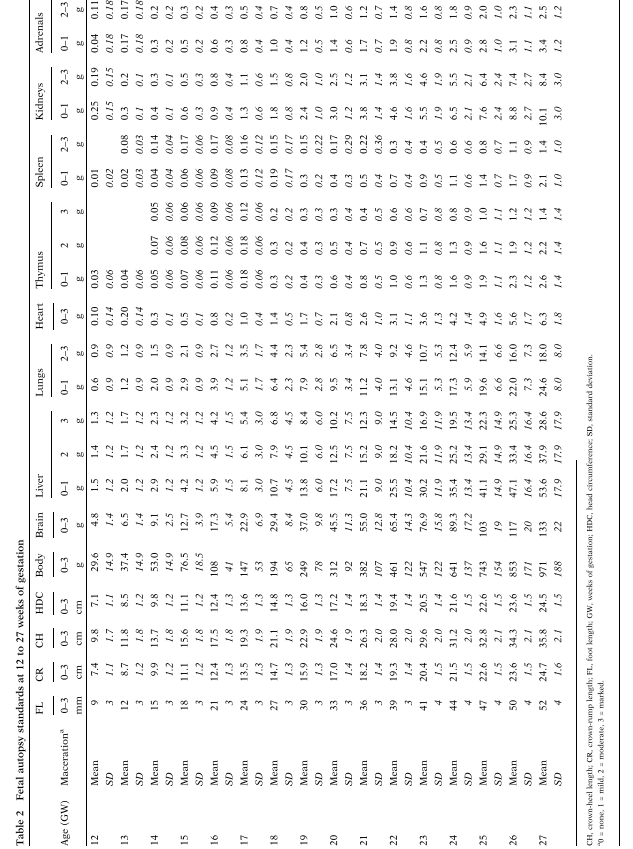 Table 2 Fetal autopsy standards at 12 to 27 weeks of gestation
FL CR CH HDC Body Brain Liver Lungs Heart Thymus Spleen Kidneys Adrenals
Age (GW) Macerationᵃ 0–3 0–3 0–3 0–3 0–3 0–3 0–1 2 3 0–1 2–3 0–3 0–1 2 3 0–1 2–3 0–1 2–3 0–1 2–3
mm cm cm cm g g g g g g g g g g g g g g g g g
12 Mean 9 7.4 9.8 7.1 29.6 4.8 1.5 1.4 1.3 0.6 0.9 0.10 0.03 0.01 0.25 0.19 0.04 0.11
SD 3 1.1 1.7 1.1 14.9 1.4 1.2 1.2 1.2 0.9 0.9 0.14 0.06 0.02 0.15 0.15 0.18 0.18
13 Mean 12 8.7 11.8 8.5 37.4 6.5 2.0 1.7 1.7 1.2 1.2 0.20 0.04 0.02 0.08 0.3 0.2 0.17 0.17
SD 3 1.2 1.8 1.2 14.9 1.4 1.2 1.2 1.2 0.9 0.9 0.14 0.06 0.03 0.03 0.1 0.1 0.18 0.18
14 Mean 15 9.9 13.7 9.8 53.0 9.1 2.9 2.4 2.3 2.0 1.5 0.3 0.05 0.07 0.05 0.04 0.14 0.4 0.3 0.3 0.2
SD 3 1.2 1.8 1.2 14.9 2.5 1.2 1.2 1.2 0.9 0.9 0.1 0.06 0.06 0.06 0.04 0.04 0.1 0.1 0.2 0.2
15 Mean 18 11.1 15.6 11.1 76.5 12.7 4.2 3.3 3.2 2.9 2.1 0.5 0.07 0.08 0.06 0.06 0.17 0.6 0.5 0.5 0.3
SD 3 1.2 1.8 1.2 18.5 3.9 1.2 1.2 1.2 0.9 0.9 0.1 0.06 0.06 0.06 0.06 0.06 0.3 0.3 0.2 0.2
16 Mean 21 12.4 17.5 12.4 108 17.3 5.9 4.5 4.2 3.9 2.7 0.8 0.11 0.12 0.09 0.09 0.17 0.9 0.8 0.6 0.4
SD 3 1.3 1.8 1.2 41 5.4 1.5 1.5 1.5 1.2 1.2 0.2 0.06 0.06 0.06 0.08 0.08 0.4 0.4 0.3 0.3
17 Mean 24 13.5 19.3 13.6 147 22.9 8.1 6.1 5.4 5.1 3.5 1.0 0.18 0.18 0.12 0.13 0.16 1.3 1.1 0.8 0.5
SD 3 1.3 1.9 1.3 53 6.9 3.0 3.0 3.0 1.7 1.7 0.4 0.06 0.06 0.06 0.12 0.12 0.6 0.6 0.4 0.4
18 Mean 27 14.7 21.1 14.8 194 29.4 10.7 7.9 6.8 6.4 4.4 1.4 0.3 0.3 0.2 0.19 0.15 1.8 1.5 1.0 0.7
SD 3 1.3 1.9 1.3 65 8.4 4.5 4.5 4.5 2.3 2.3 0.5 0.2 0.2 0.2 0.17 0.17 0.8 0.8 0.4 0.4
19 Mean 30 15.9 22.9 16.0 249 37.0 13.8 10.1 8.4 7.9 5.4 1.7 0.4 0.4 0.3 0.3 0.15 2.4 2.0 1.2 0.8
SD 3 1.3 1.9 1.3 78 9.8 6.0 6.0 6.0 2.8 2.8 0.7 0.3 0.3 0.3 0.2 0.22 1.0 1.0 0.5 0.5
20 Mean 33 17.0 24.6 17.2 312 45.5 17.2 12.5 10.2 9.5 6.5 2.1 0.6 0.5 0.3 0.4 0.17 3.0 2.5 1.4 1.0
SD 3 1.4 1.9 1.4 92 11.3 7.5 7.5 7.5 3.4 3.4 0.8 0.4 0.4 0.4 0.3 0.29 1.2 1.2 0.6 0.6
21 Mean 36 18.2 26.3 18.3 382 55.0 21.1 15.2 12.3 11.2 7.8 2.6 0.8 0.7 0.4 0.5 0.22 3.8 3.1 1.7 1.2
SD 3 1.4 2.0 1.4 107 12.8 9.0 9.0 9.0 4.0 4.0 1.0 0.5 0.5 0.5 0.4 0.36 1.4 1.4 0.7 0.7
22 Mean 39 19.3 28.0 19.4 461 65.4 25.5 18.2 14.5 13.1 9.2 3.1 1.0 0.9 0.6 0.7 0.3 4.6 3.8 1.9 1.4
SD 3 1.4 2.0 1.4 122 14.3 10.4 10.4 10.4 4.6 4.6 1.1 0.6 0.6 0.6 0.4 0.4 1.6 1.6 0.8 0.8
23 Mean 41 20.4 29.6 20.5 547 76.9 30.2 21.6 16.9 15.1 10.7 3.6 1.3 1.1 0.7 0.9 0.4 5.5 4.6 2.2 1.6
SD 4 1.5 2.0 1.4 122 15.8 11.9 11.9 11.9 5.3 5.3 1.3 0.8 0.8 0.8 0.5 0.5 1.9 1.9 0.8 0.8
24 Mean 44 21.5 31.2 21.6 641 89.3 35.4 25.2 19.5 17.3 12.4 4.2 1.6 1.3 0.8 1.1 0.6 6.5 5.5 2.5 1.8
SD 4 1.5 2.0 1.5 137 17.2 13.4 13.4 13.4 5.9 5.9 1.4 0.9 0.9 0.9 0.6 0.6 2.1 2.1 0.9 0.9
25 Mean 47 22.6 32.8 22.6 743 103 41.1 29.1 22.3 19.6 14.1 4.9 1.9 1.6 1.0 1.4 0.8 7.6 6.4 2.8 2.0
SD 4 1.5 2.1 1.5 154 19 14.9 14.9 14.9 6.6 6.6 1.6 1.1 1.1 1.1 0.7 0.7 2.4 2.4 1.0 1.0
26 Mean 50 23.6 34.3 23.6 853 117 47.1 33.4 25.3 22.0 16.0 5.6 2.3 1.9 1.2 1.7 1.1 8.8 7.4 3.1 2.3
SD 4 1.5 2.1 1.5 171 20 16.4 16.4 16.4 7.3 7.3 1.7 1.2 1.2 1.2 0.9 0.9 2.7 2.7 1.1 1.1
27 Mean 52 24.7 35.8 24.5 971 133 53.6 37.9 28.6 24.6 18.0 6.3 2.6 2.2 1.4 2.1 1.4 10.1 8.4 3.4 2.5
SD 4 1.6 2.1 1.5 188 22 17.9 17.9 17.9 8.0 8.0 1.8 1.4 1.4 1.4 1.0 1.0 3.0 3.0 1.2 1.2
CH, crown-heel length; CR, crown-rump length; FL, foot length; GW, weeks of gestation; HDC, head circumference; SD, standard deviation.
ᵃ0 = none, 1 = mild, 2 = moderate, 3 = marked.